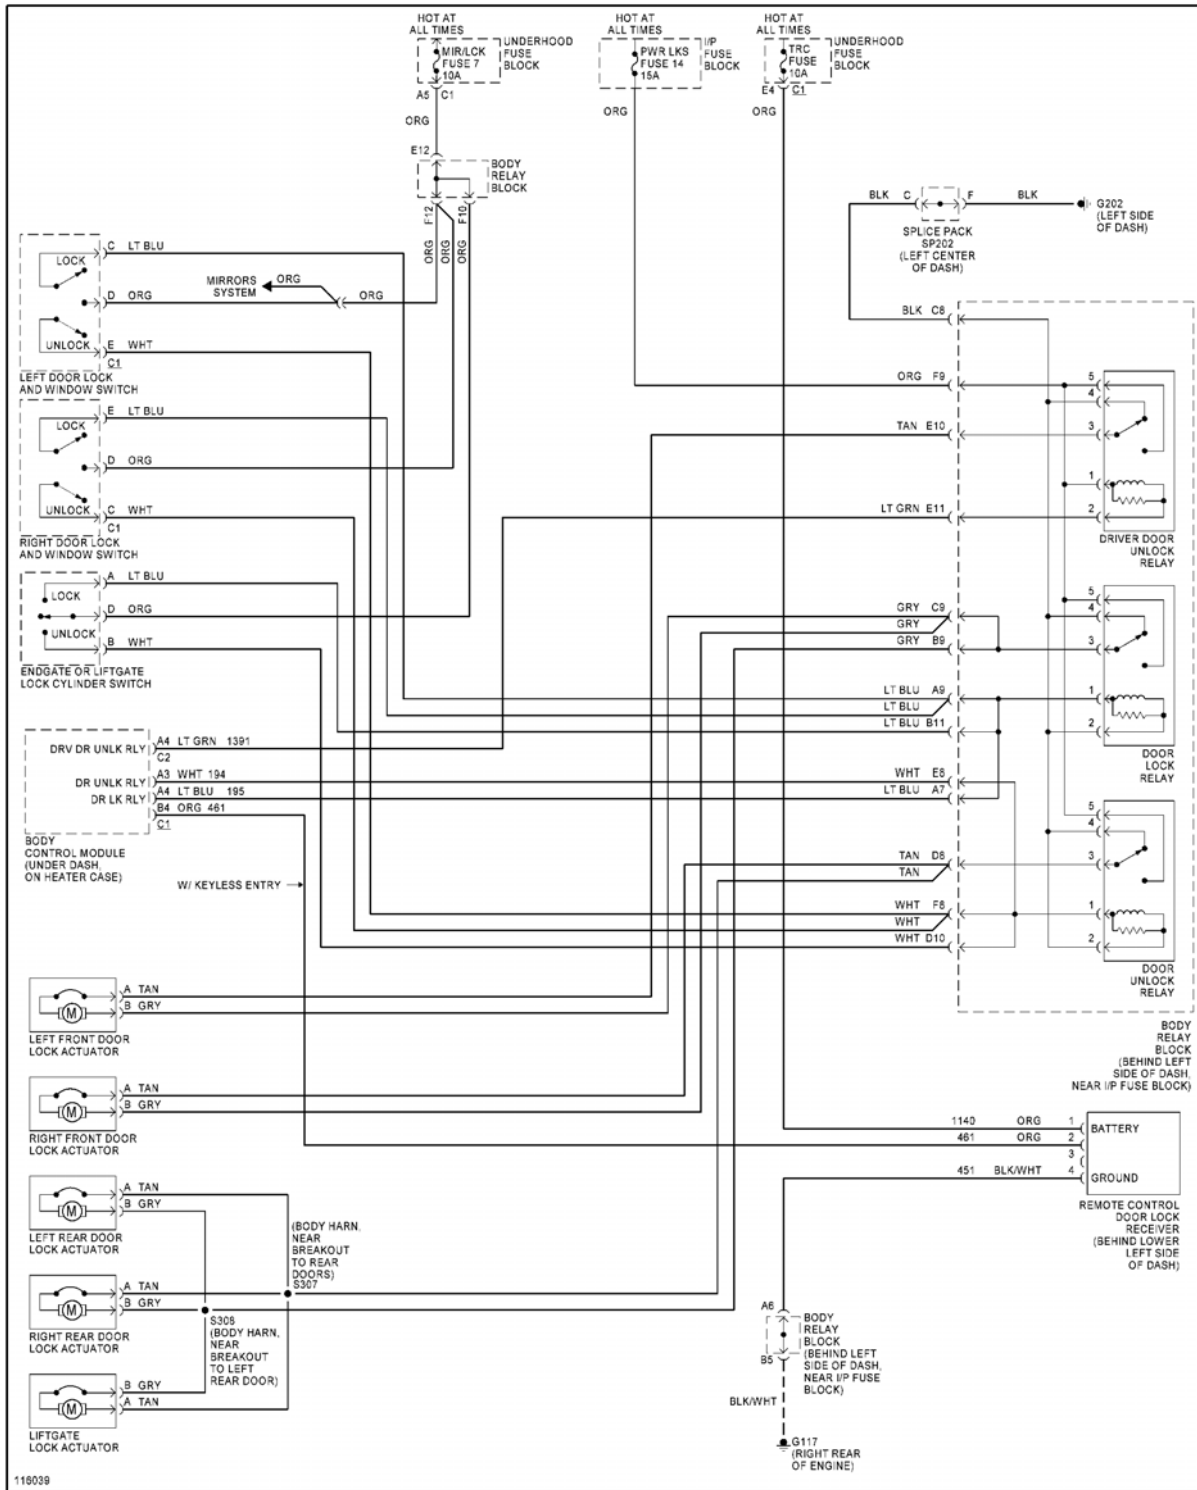 HOT AT
ALL TIMES
MIR/LCK
FUSE 7
10A
UNDERHOOD
FUSE
BLOCK
A5 C1
ORG
E12
BODY
RELAY
BLOCK
F12
F10
ORG
ORG
ORG
HOT AT
ALL TIMES
PWR LKS
FUSE 14
15A
I/P
FUSE
BLOCK
ORG
HOT AT
ALL TIMES
TRC
FUSE
10A
UNDERHOOD
FUSE
BLOCK
E4 C1
ORG
BLK C
F BLK
SPLICE PACK
SP202
(LEFT CENTER
OF DASH)
G202
(LEFT SIDE
OF DASH)
LOCK
UNLOCK
C LT BLU
D ORG
E WHT
C1
LEFT DOOR LOCK
AND WINDOW SWITCH
MIRRORS
SYSTEM
ORG
ORG
LOCK
UNLOCK
E LT BLU
D ORG
C WHT
C1
RIGHT DOOR LOCK
AND WINDOW SWITCH
LOCK
UNLOCK
A LT BLU
D ORG
B WHT
ENDGATE OR LIFTGATE
LOCK CYLINDER SWITCH
DRV DR UNLK RLY
DR UNLK RLY
DR LK RLY
A4 LT GRN 1391
C2
A3 WHT 194
A4 LT BLU 195
B4 ORG 461
C1
BODY
CONTROL MODULE
(UNDER DASH,
ON HEATER CASE)
W/ KEYLESS ENTRY
BLK C8
ORG F9
TAN E10
LT GRN E11
GRY C9
GRY
GRY B9
LT BLU A9
LT BLU
LT BLU B11
WHT E8
LT BLU A7
TAN D8
TAN
WHT F8
WHT
WHT D10
5
4
3
1
2
DRIVER DOOR
UNLOCK
RELAY
5
4
3
1
2
DOOR
LOCK
RELAY
5
4
3
1
2
DOOR
UNLOCK
RELAY
BODY
RELAY
BLOCK
(BEHIND LEFT
SIDE OF DASH,
NEAR I/P FUSE BLOCK)
M
A TAN
B GRY
LEFT FRONT DOOR
LOCK ACTUATOR
M
A TAN
B GRY
RIGHT FRONT DOOR
LOCK ACTUATOR
M
A TAN
B GRY
LEFT REAR DOOR
LOCK ACTUATOR
(BODY HARN,
NEAR
BREAKOUT
TO REAR
DOORS)
S307
M
A TAN
B GRY
RIGHT REAR DOOR
LOCK ACTUATOR
S308
(BODY HARN,
NEAR
BREAKOUT
TO LEFT
REAR DOOR)
M
B GRY
A TAN
LIFTGATE
LOCK ACTUATOR
1140 ORG 1
461 ORG 2
3
451 BLK/WHT 4
BATTERY
GROUND
REMOTE CONTROL
DOOR LOCK
RECEIVER
(BEHIND LOWER
LEFT SIDE
OF DASH)
A6
B5
BODY
RELAY
BLOCK
(BEHIND LEFT
SIDE OF DASH,
NEAR I/P FUSE
BLOCK)
BLK/WHT
G117
(RIGHT REAR
OF ENGINE)
116039